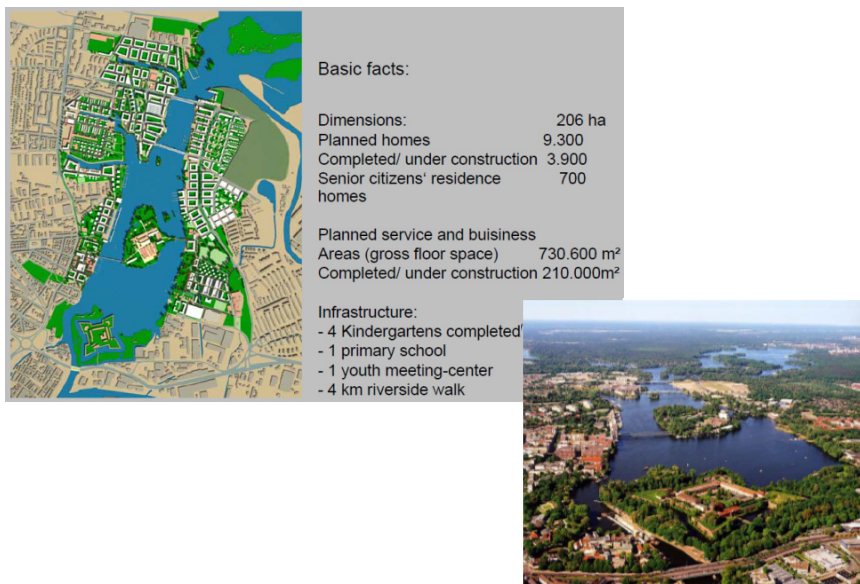 Basic facts:
Dimensions: 206 ha
Planned homes 9.300
Completed/ under construction 3.900
Senior citizens‘ residence 700
homes
Planned service and buisiness
Areas (gross floor space) 730.600 m²
Completed/ under construction 210.000m²
Infrastructure:
- 4 Kindergartens completed
- 1 primary school
- 1 youth meeting-center
- 4 km riverside walk